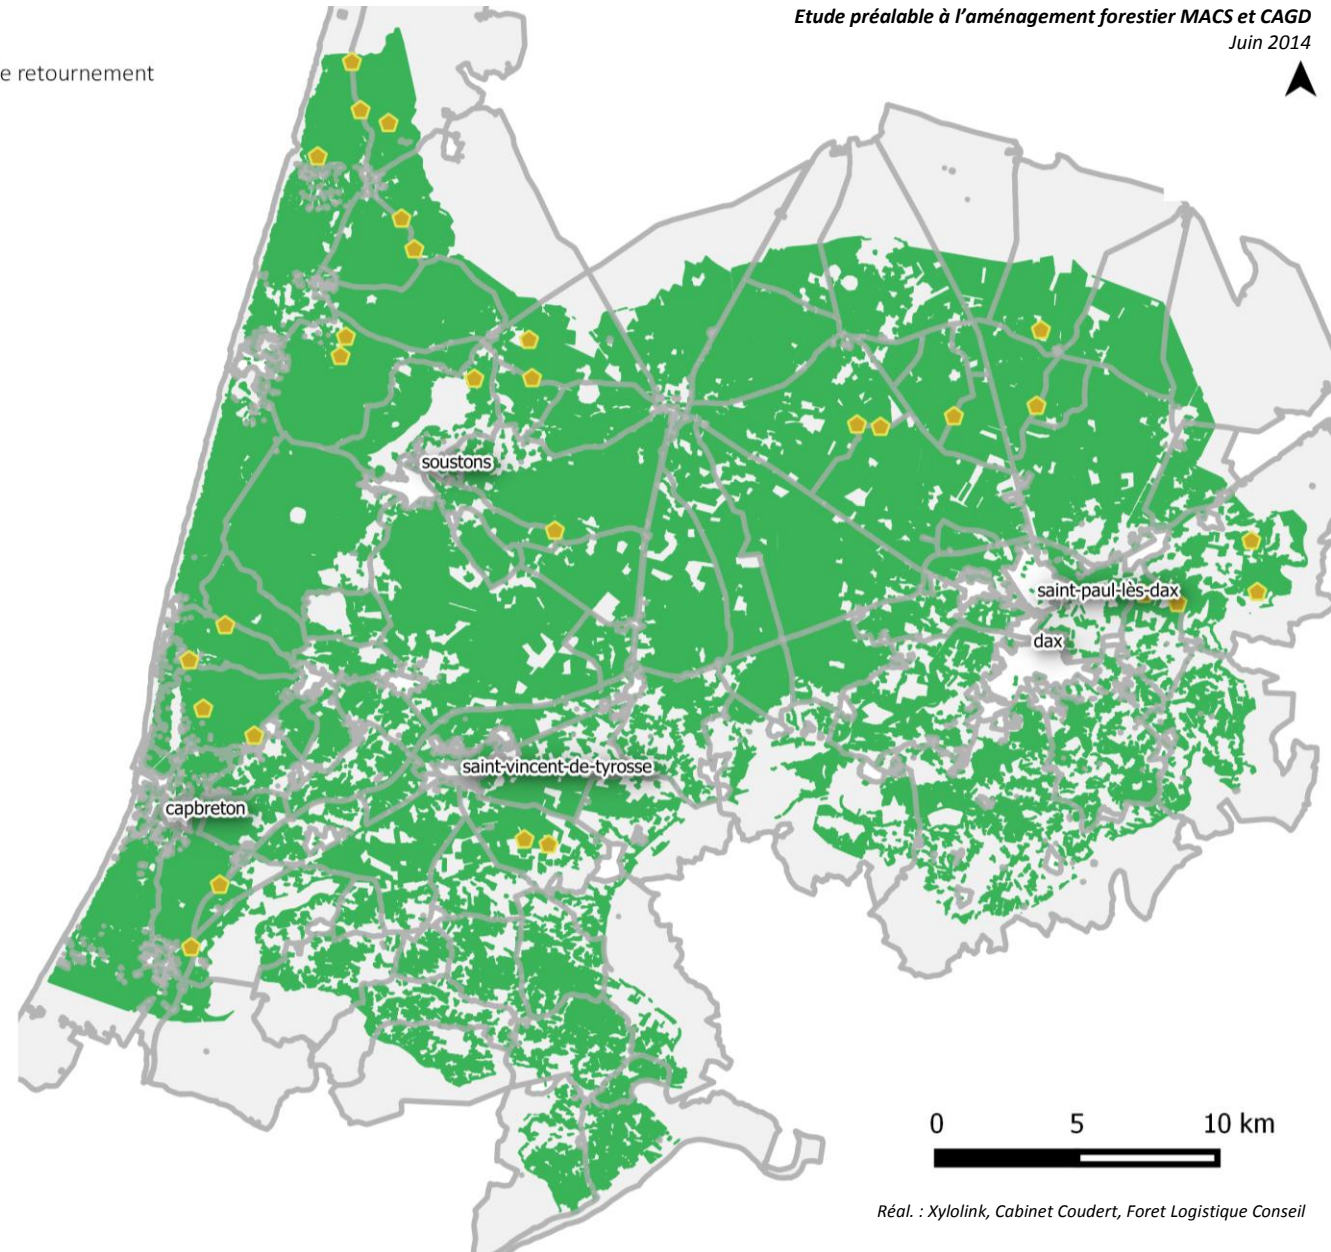 Etude préalable à l’aménagement forestier MACS et CAGD
Juin 2014
e retournement
soustons
saint-paul-lès-dax
dax
saint-vincent-de-tyrosse
capbreton
0 5 10 km
Réal. : Xylolink, Cabinet Coudert, Foret Logistique Conseil